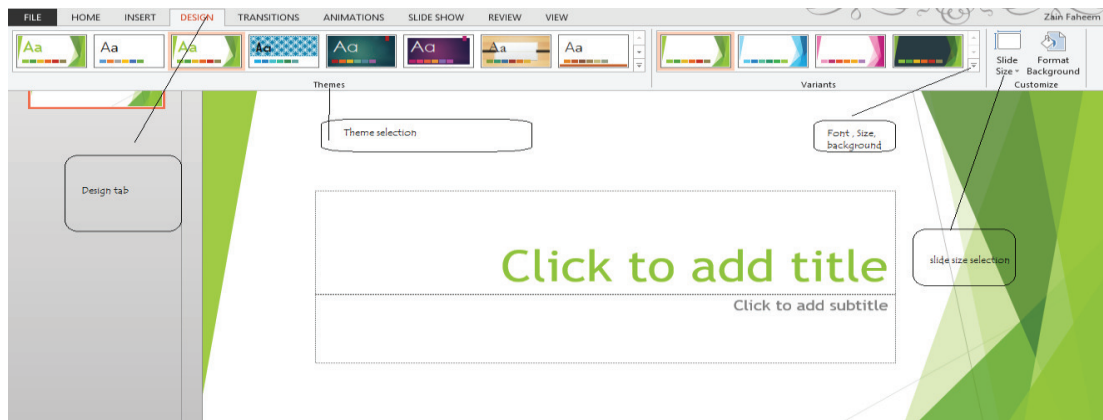 FILE HOME INSERT DESIGN TRANSITIONS ANIMATIONS SLIDE SHOW REVIEW VIEW Zain Faheem
Aa Aa Aa Aa Aa Aa Aa Aa
Slide Format
Size Background
Themes Variants Customize
Theme selection
Font , Size,
background
Design tab
Click to add title
slide size selection
Click to add subtitle